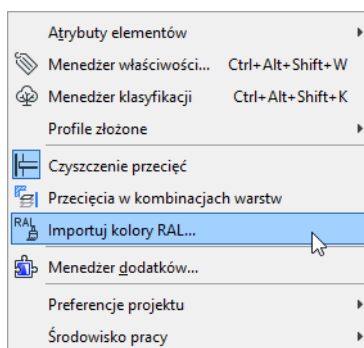 Atrybuty elementów
Menedżer właściwości... Ctrl+Alt+Shift+W
Menedżer klasyfikacji Ctrl+Alt+Shift+K
Profile złożone
Czyszczenie przecięć
Przecięcia w kombinacjach warstw
RAL Importuj kolory RAL...
Menedżer dodatków...
Preferencje projektu
Środowisko pracy